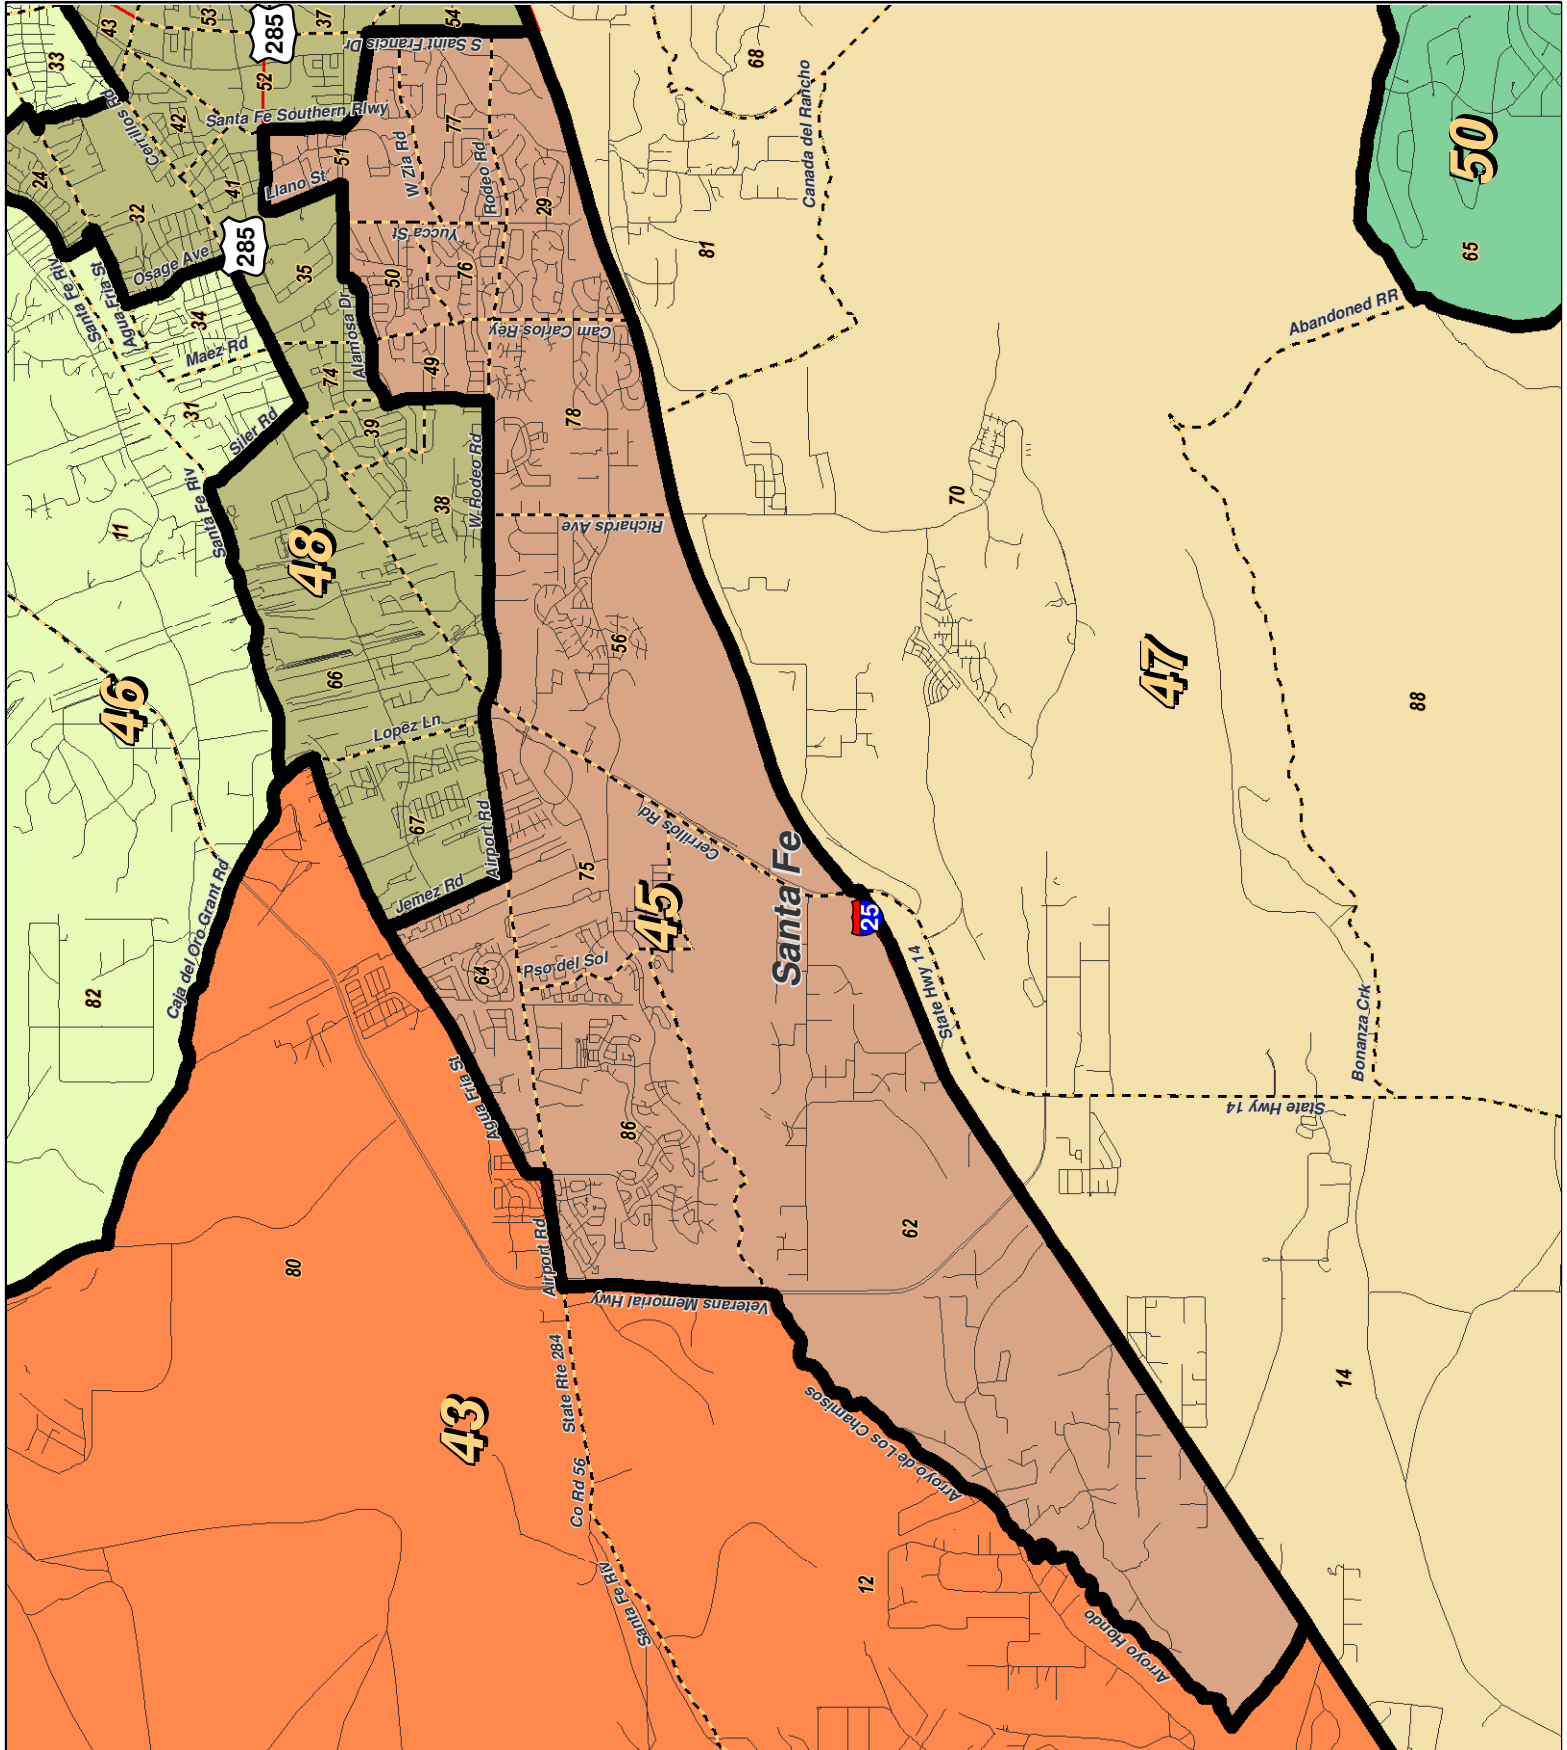 33
43
53
37
54
285
24
32
42
41
52
Cerrillos Rd
Santa Fe Southern Rlwy
S Saint Francis Dr
Llano St
51
W Zia Rd
77
Rodeo Rd
29
68
Canada del Rancho
81
50
65
Abandoned RR
Santa Fe Riv
Agua Fria St
Osage Ave
285
35
34
Maez Rd
31
Siler Rd
74
Alamosa Dr
Yucca St
50
76
49
Cam Carlos Rey
39
38
W Rodeo Rd
78
Richards Ave
70
11
Santa Fe Riv
48
46
66
Lopez Ln
67
Airport Rd
Jemez Rd
56
47
88
82
Caja del Oro Grant Rd
Cerrillos Rd
75
45
Santa Fe
25
State Hwy 14
64
Pso del Sol
Bonanza Crk
State Hwy 14
Agua Fria St
86
62
80
Airport Rd
Veterans Memorial Hwy
State Rte 284
43
Co Rd 56
Arroyo de Los Chamisos
14
12
Santa Fe Riv
Arroyo Hondo